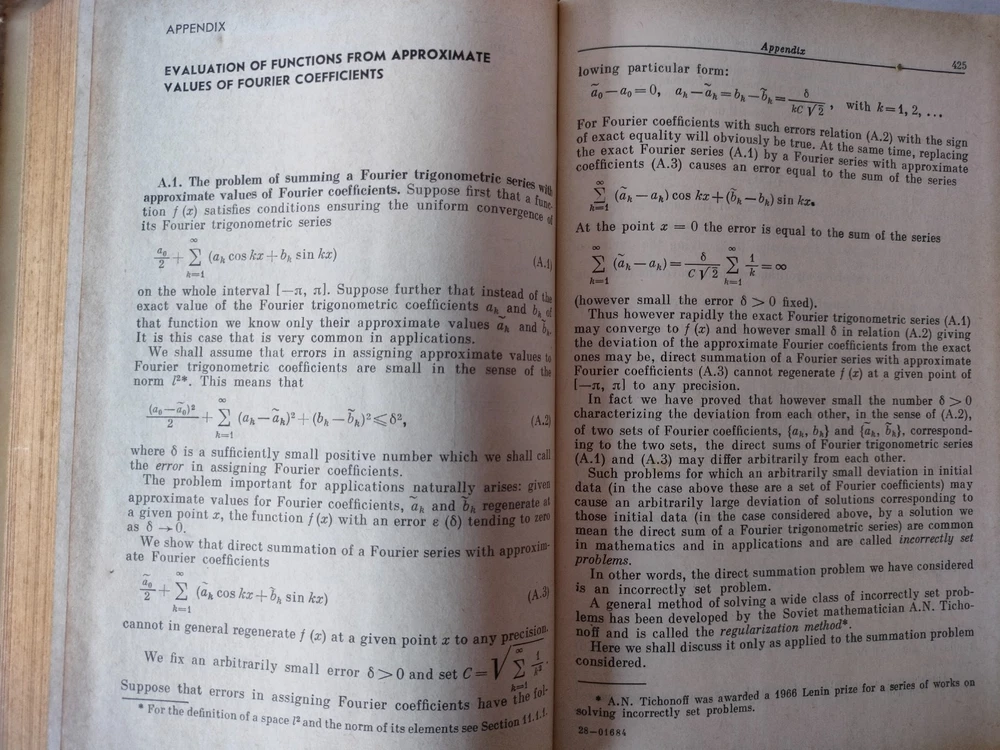 APPENDIX
EVALUATION OF FUNCTIONS FROM APPROXIMATE
VALUES OF FOURIER COEFFICIENTS
A.1. The problem of summing a Fourier trigonometric series with
approximate values of Fourier coefficients. Suppose first that a func-
tion f (x) satisfies conditions ensuring the uniform convergence of
its Fourier trigonometric series
a₀/2 + ∑_{k=1}^{∞} (aₖ cos kx + bₖ sin kx) (A.1)
on the whole interval [−π, π]. Suppose further that instead of the
exact value of the Fourier trigonometric coefficients aₖ and bₖ of
that function we know only their approximate values ãₖ and b̃ₖ.
It is this case that is very common in applications.
We shall assume that errors in assigning approximate values to
Fourier trigonometric coefficients are small in the sense of the
norm l²*. This means that
(a₀−ã₀)²/2 + ∑_{k=1}^{∞} (aₖ−ãₖ)² + (bₖ−b̃ₖ)² ⩽ δ², (A.2)
where δ is a sufficiently small positive number which we shall call
the error in assigning Fourier coefficients.
The problem important for applications naturally arises: given
approximate values for Fourier coefficients, ãₖ and b̃ₖ regenerate at
a given point x, the function f (x) with an error ε (δ) tending to zero
as δ → 0.
We show that direct summation of a Fourier series with approxim-
ate Fourier coefficients
ã₀/2 + ∑_{k=1}^{∞} (ãₖ cos kx + b̃ₖ sin kx) (A.3)
cannot in general regenerate f (x) at a given point x to any precision.
We fix an arbitrarily small error δ > 0 and set C = √(∑_{k=1}^{∞} 1/k²).
Suppose that errors in assigning Fourier coefficients have the fol-
* For the definition of a space l² and the norm of its elements see Section 11.1.1.
Appendix 425
lowing particular form:
ã₀ − a₀ = 0, aₖ − ãₖ = bₖ − b̃ₖ = δ/(kC√2), with k = 1, 2, ...
For Fourier coefficients with such errors relation (A.2) with the sign
of exact equality will obviously be true. At the same time, replacing
the exact Fourier series (A.1) by a Fourier series with approximate
coefficients (A.3) causes an error equal to the sum of the series
∑_{k=1}^{∞} (ãₖ − aₖ) cos kx + (b̃ₖ − bₖ) sin kx.
At the point x = 0 the error is equal to the sum of the series
∑_{k=1}^{∞} (ãₖ − aₖ) = δ/(C√2) ∑_{k=1}^{∞} 1/k = ∞
(however small the error δ > 0 fixed).
Thus however rapidly the exact Fourier trigonometric series (A.1)
may converge to f (x) and however small δ in relation (A.2) giving
the deviation of the approximate Fourier coefficients from the exact
ones may be, direct summation of a Fourier series with approximate
Fourier coefficients (A.3) cannot regenerate f (x) at a given point of
[−π, π] to any precision.
In fact we have proved that however small the number δ > 0
characterizing the deviation from each other, in the sense of (A.2),
of two sets of Fourier coefficients, {aₖ, bₖ} and {ãₖ, b̃ₖ}, correspond-
ing to the two sets, the direct sums of Fourier trigonometric series
(A.1) and (A.3) may differ arbitrarily from each other.
Such problems for which an arbitrarily small deviation in initial
data (in the case above these are a set of Fourier coefficients) may
cause an arbitrarily large deviation of solutions corresponding to
those initial data (in the case considered above, by a solution we
mean the direct sum of a Fourier trigonometric series) are common
in mathematics and in applications and are called incorrectly set
problems.
In other words, the direct summation problem we have considered
is an incorrectly set problem.
A general method of solving a wide class of incorrectly set prob-
lems has been developed by the Soviet mathematician A.N. Ticho-
noff and is called the regularization method*.
Here we shall discuss it only as applied to the summation problem
considered.
* A.N. Tichonoff was awarded a 1966 Lenin prize for a series of works on
solving incorrectly set problems.
28-01684